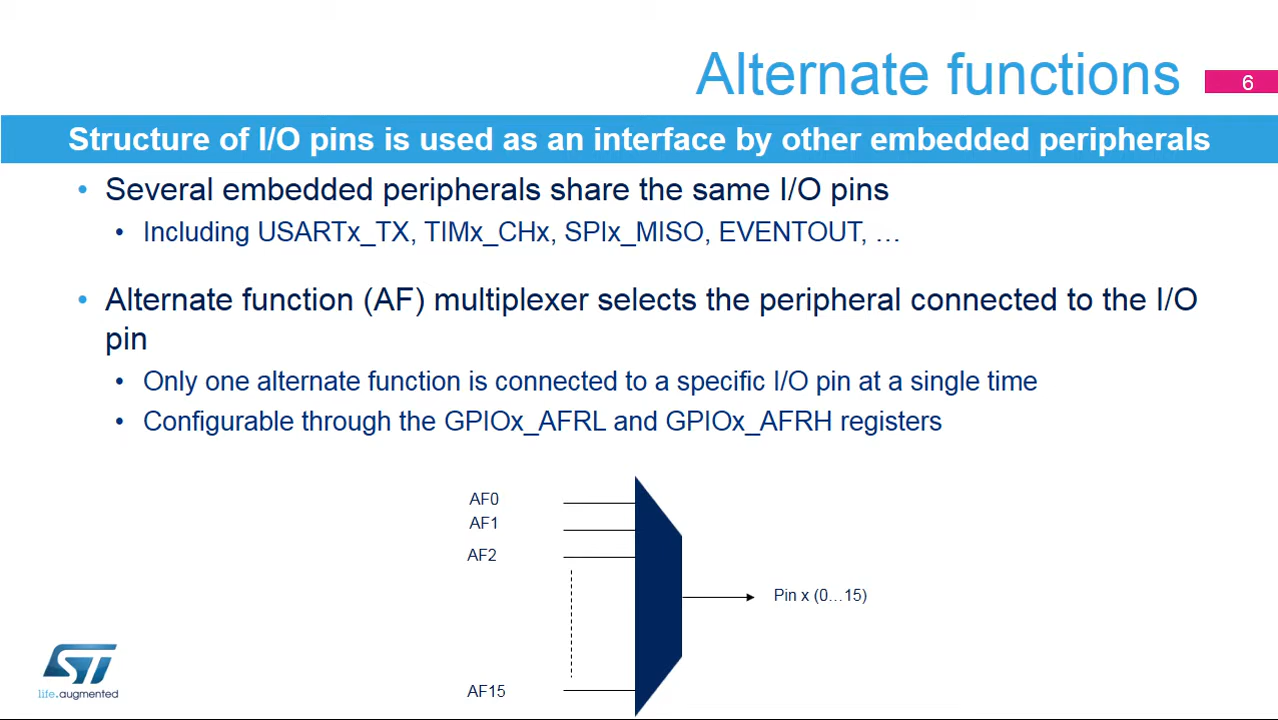 Alternate functions
6
Structure of I/O pins is used as an interface by other embedded peripherals
• Several embedded peripherals share the same I/O pins
• Including USARTx_TX, TIMx_CHx, SPIx_MISO, EVENTOUT, …
• Alternate function (AF) multiplexer selects the peripheral connected to the I/O
pin
• Only one alternate function is connected to a specific I/O pin at a single time
• Configurable through the GPIOx_AFRL and GPIOx_AFRH registers
AF0
AF1
AF2
Pin x (0…15)
AF15
ST
life.augmented